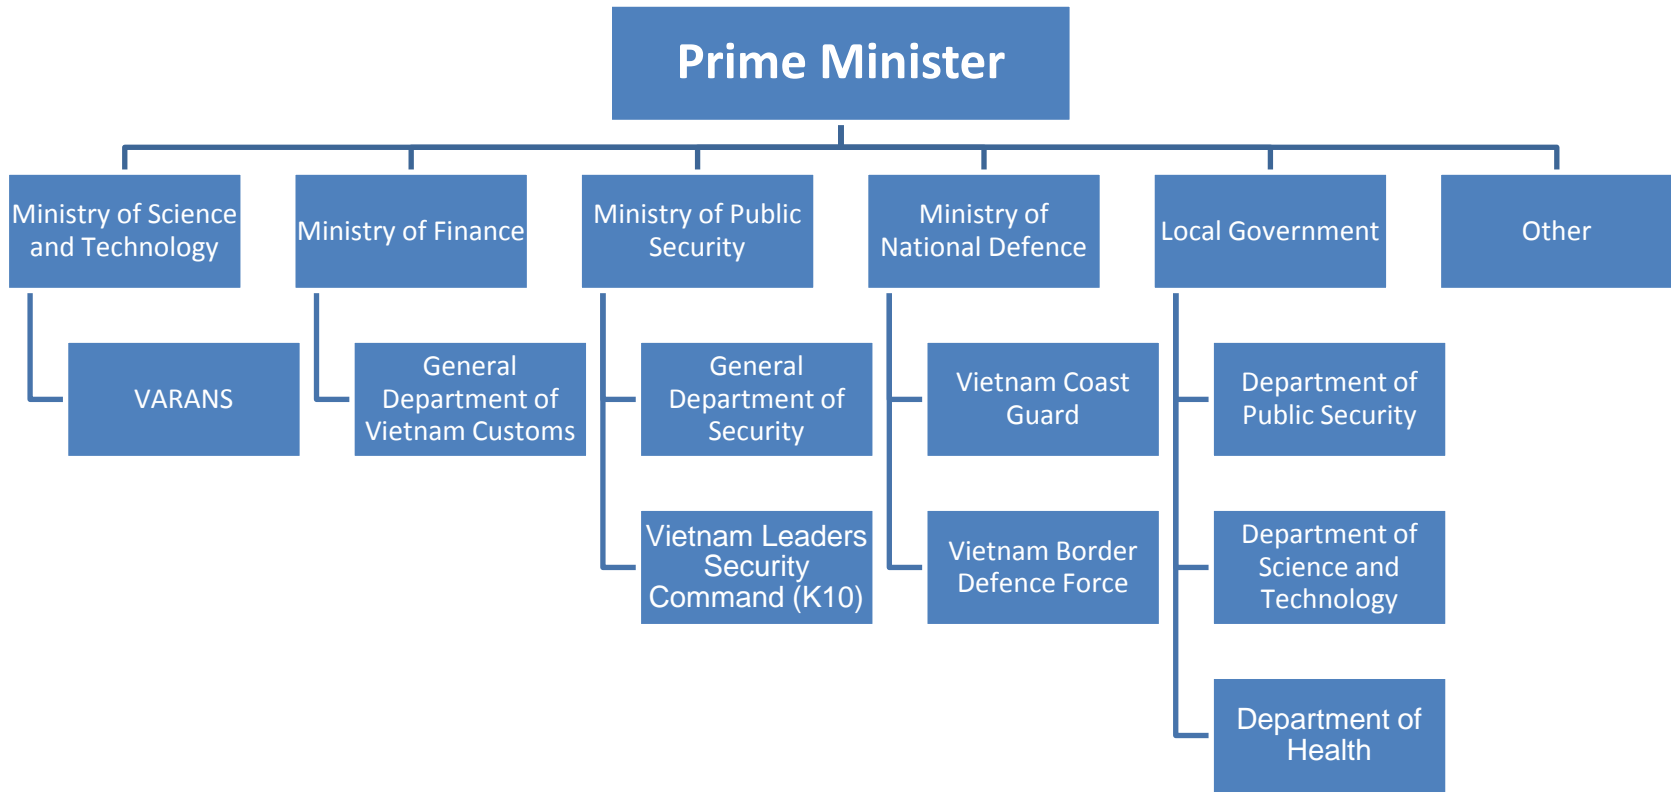 Prime Minister
Ministry of Science
and Technology
Ministry of Finance
Ministry of Public
Security
Ministry of
National Defence
Local Government
Other
VARANS
General
Department of
Vietnam Customs
General
Department of
Security
Vietnam Coast
Guard
Department of
Public Security
Vietnam Leaders
Security
Command (K10)
Vietnam Border
Defence Force
Department of
Science and
Technology
Department of
Health